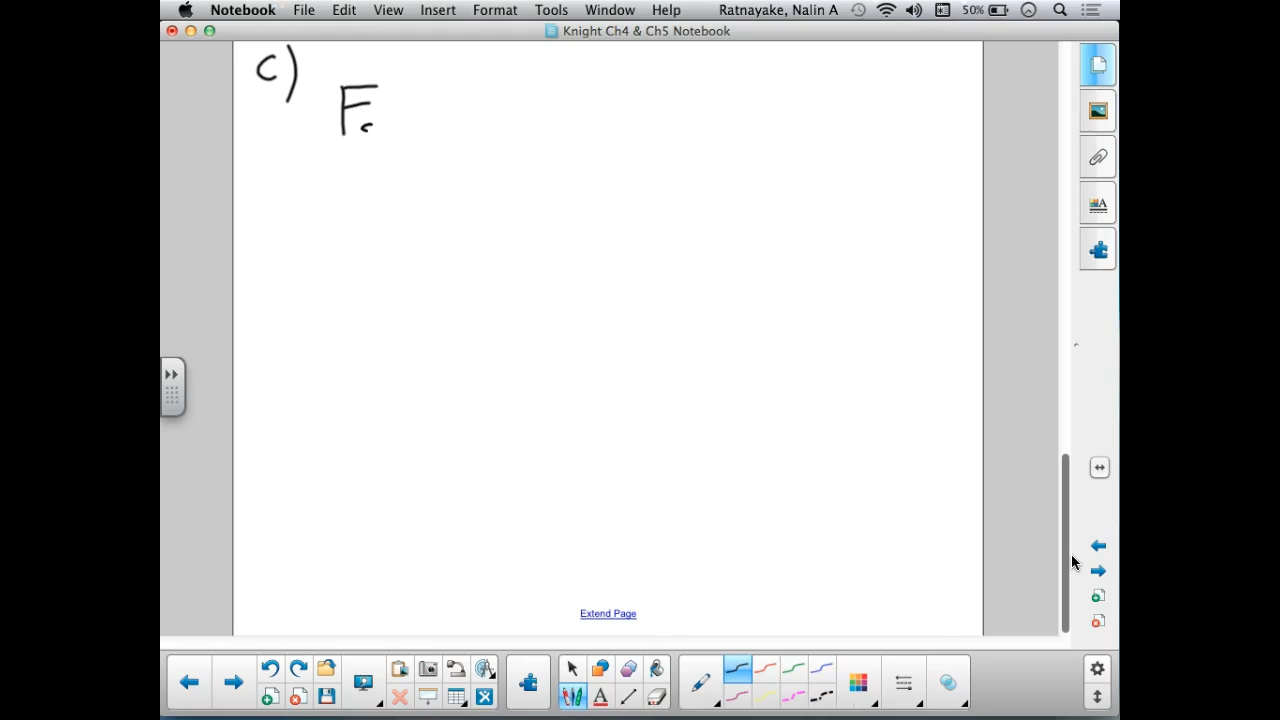 Notebook File Edit View Insert Format Tools Window Help Ratnayake, Nalin A 50%
Knight Ch4 & Ch5 Notebook
c)
F
Extend Page